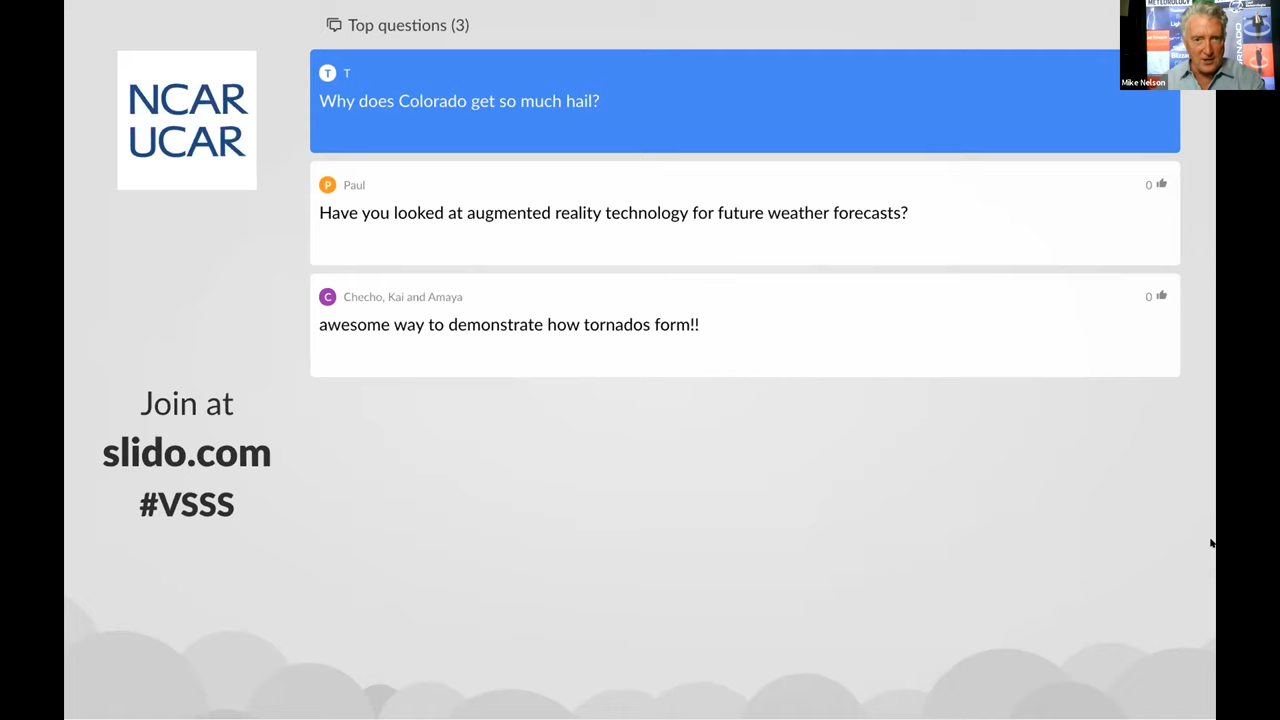 Top questions (3)
T T
Why does Colorado get so much hail?
NCAR
UCAR
P Paul 0
Have you looked at augmented reality technology for future weather forecasts?
C Checho, Kai and Amaya 0
awesome way to demonstrate how tornados form!!
Join at
slido.com
#VSSS
METEOROLOGY
Mike Nelson